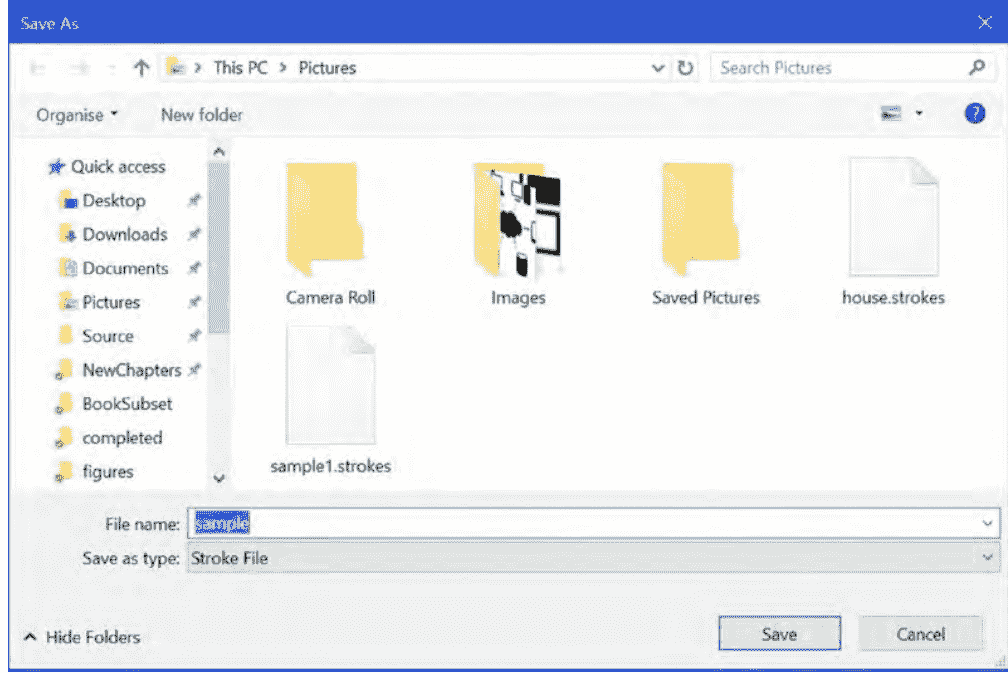 Save As
This PC > Pictures
Search Pictures
Organise
New folder
?
Quick access
Desktop
Downloads
Documents
Pictures
Source
NewChapters
BookSubset
completed
figures
Camera Roll
Images
Saved Pictures
house.strokes
sample1.strokes
File name: sample
Save as type: Stroke File
Hide Folders
Save
Cancel